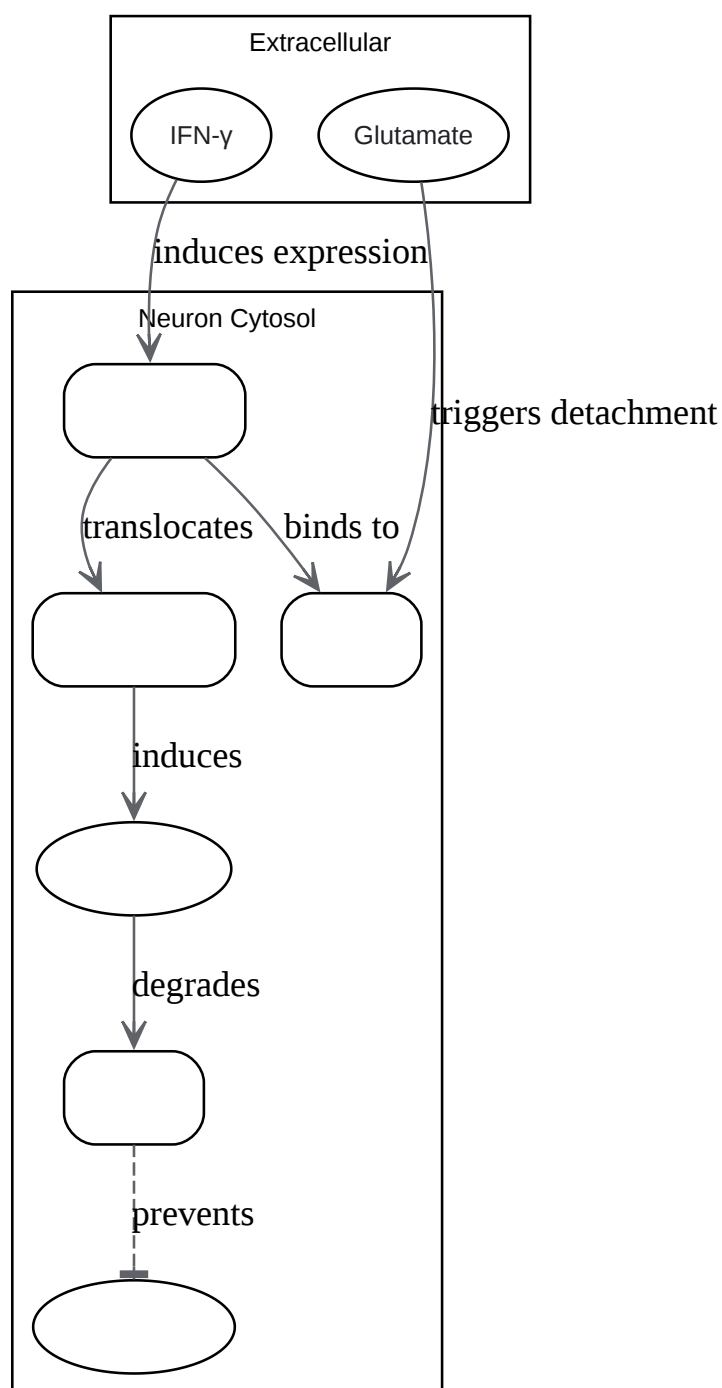 Extracellular
IFN-γ
Glutamate
induces expression
Neuron Cytosol
triggers detachment
translocates
binds to
induces
degrades
prevents